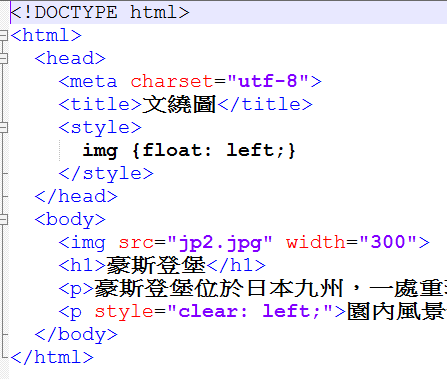 <!DOCTYPE html>
<html>
<head>
<meta charset="utf-8">
<title>文繞圖</title>
<style>
img {float: left;}
</style>
</head>
<body>
<img src="jp2.jpg" width="300">
<h1>豪斯登堡</h1>
<p>豪斯登堡位於日本九州，一處重
<p style="clear: left;">園內風景
</body>
</html>